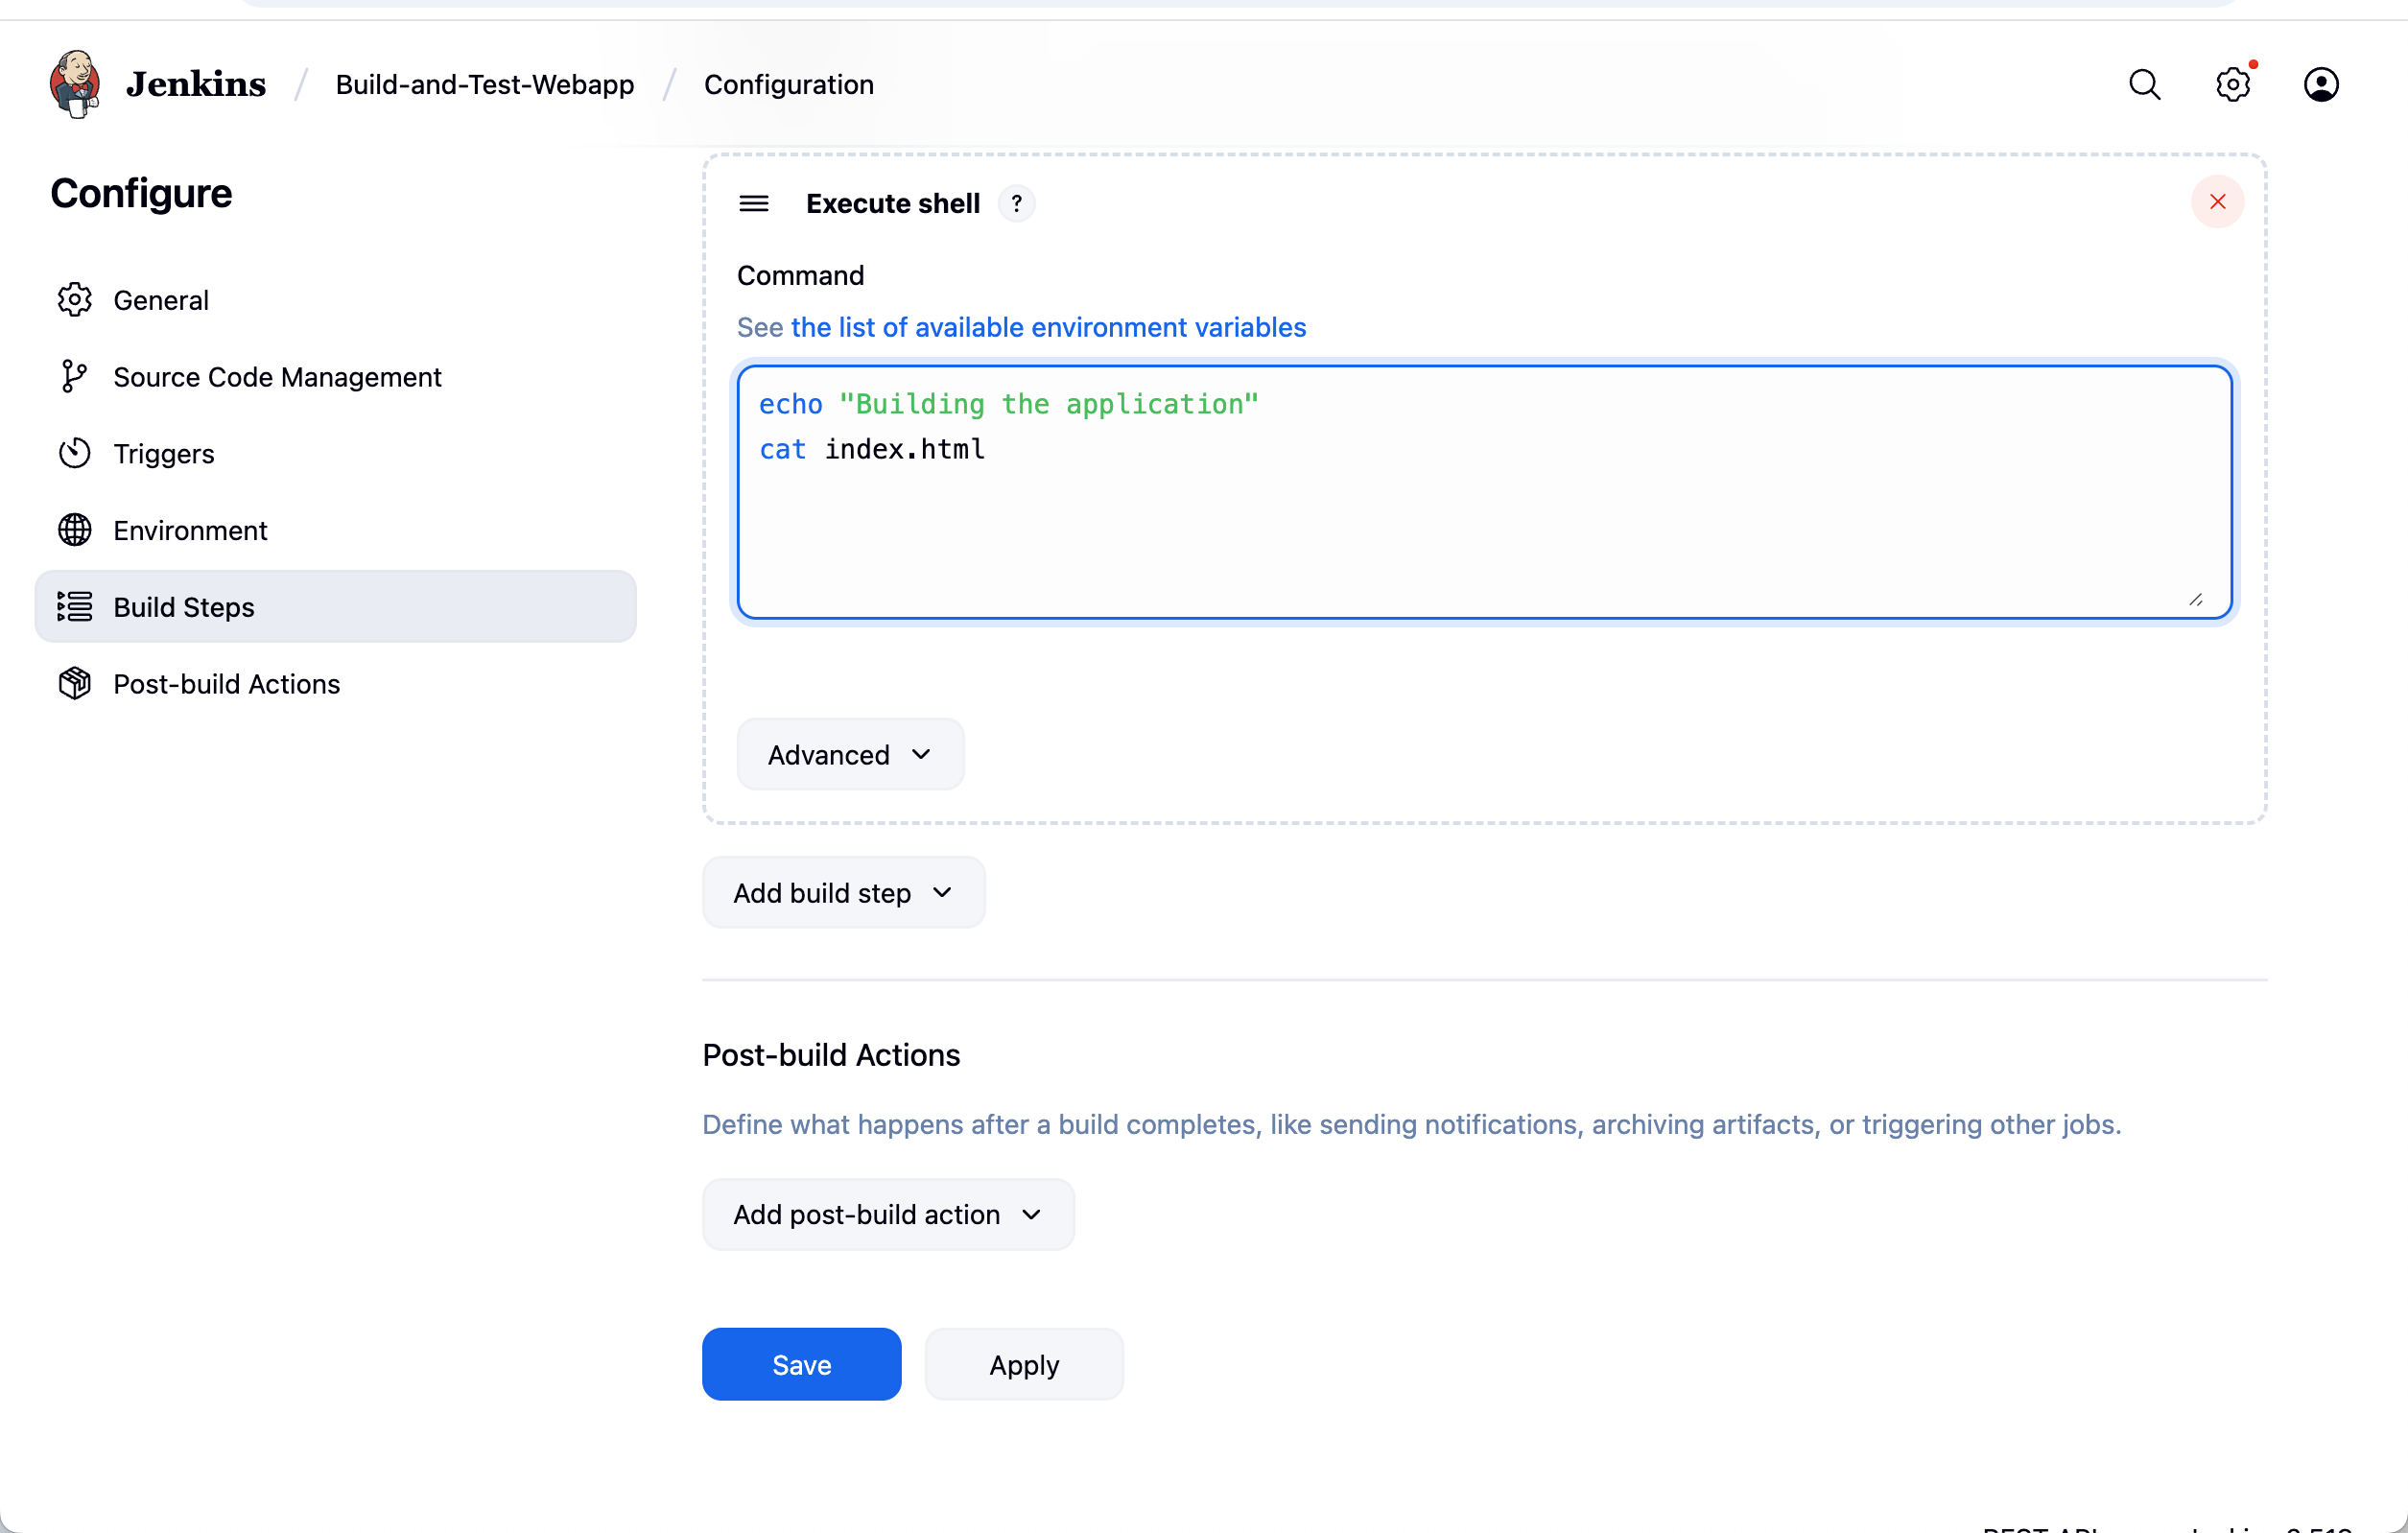 Jenkins / Build-and-Test-Webapp / Configuration
Configure
General
Source Code Management
Triggers
Environment
Build Steps
Post-build Actions
Execute shell ?
Command
See the list of available environment variables
echo "Building the application"
cat index.html
Advanced
Add build step
Post-build Actions
Define what happens after a build completes, like sending notifications, archiving artifacts, or triggering other jobs.
Add post-build action
Save
Apply